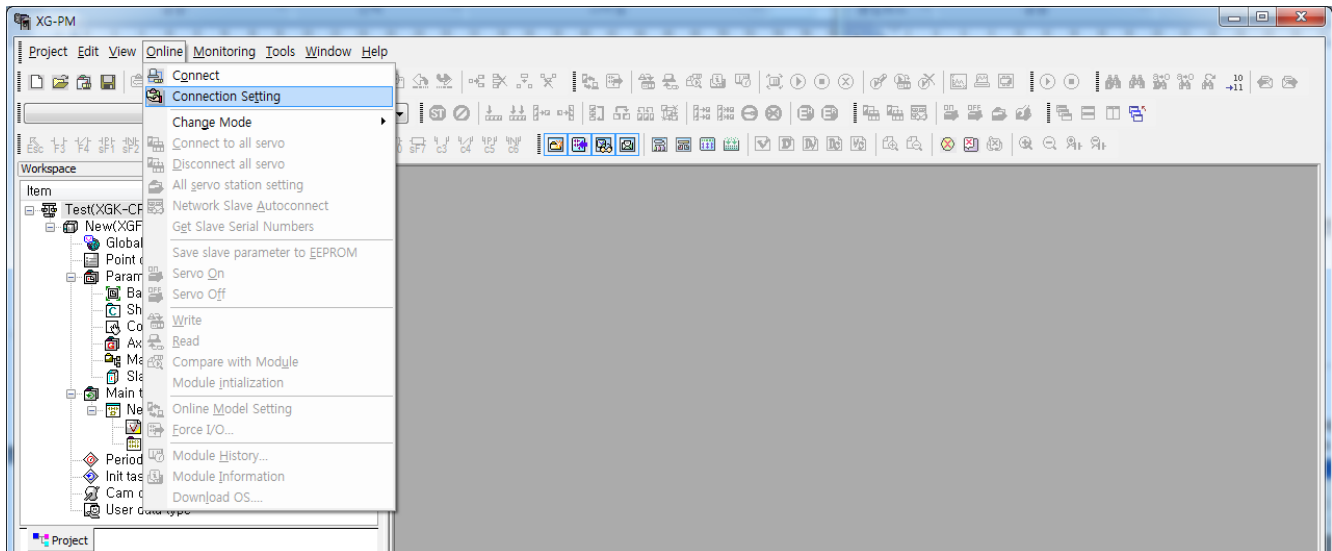 XG-PM
Project Edit View Online Monitoring Tools Window Help
Connect
Connection Setting
Change Mode
Connect to all servo
Disconnect all servo
All servo station setting
Network Slave Autoconnect
Get Slave Serial Numbers
Save slave parameter to EEPROM
Servo On
Servo Off
Write
Read
Compare with Module
Module intialization
Online Model Setting
Force I/O...
Module History...
Module Information
Download OS....
Workspace
Item
Test(XGK-CP
New(XGF
Global
Point
Param
Ba
Sh
Co
Ax
Ma
Sla
Main t
Ne
Period
Init tas
Cam
User data type
Project